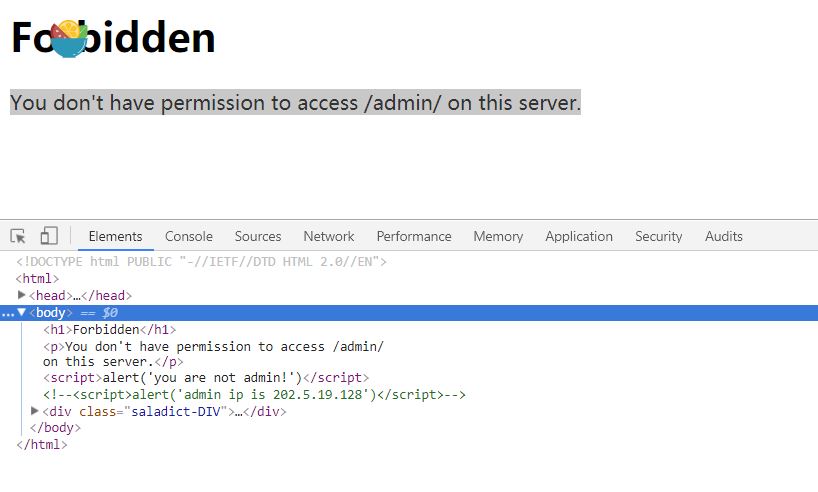 Forbidden
You don't have permission to access /admin/ on this server.
Elements Console Sources Network Performance Memory Application Security Audits
<!DOCTYPE html PUBLIC "-//IETF//DTD HTML 2.0//EN">
<html>
<head>…</head>
…<body> == $0
<h1>Forbidden</h1>
<p>You don't have permission to access /admin/
on this server.</p>
<script>alert('you are not admin!')</script>
<!--<script>alert('admin ip is 202.5.19.128')</script>-->
<div class="saladict-DIV">…</div>
</body>
</html>